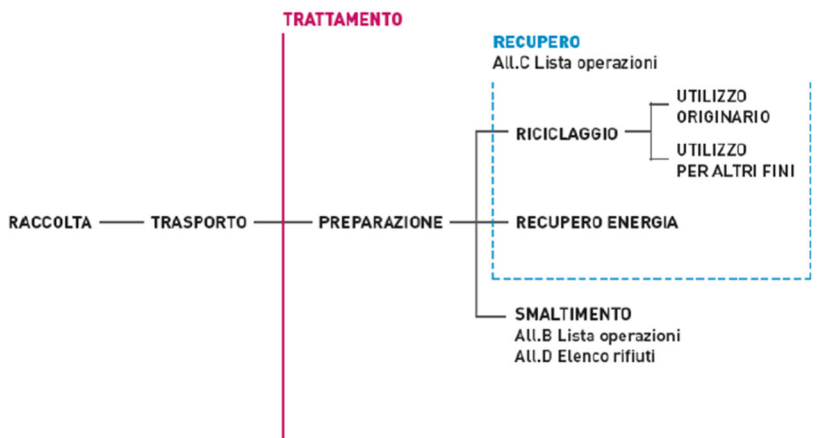 TRATTAMENTO
RECUPERO
All.C Lista operazioni
UTILIZZO
ORIGINARIO
RICICLAGGIO
UTILIZZO
PER ALTRI FINI
RACCOLTA
TRASPORTO
PREPARAZIONE
RECUPERO ENERGIA
SMALTIMENTO
All.B Lista operazioni
All.D Elenco rifiuti